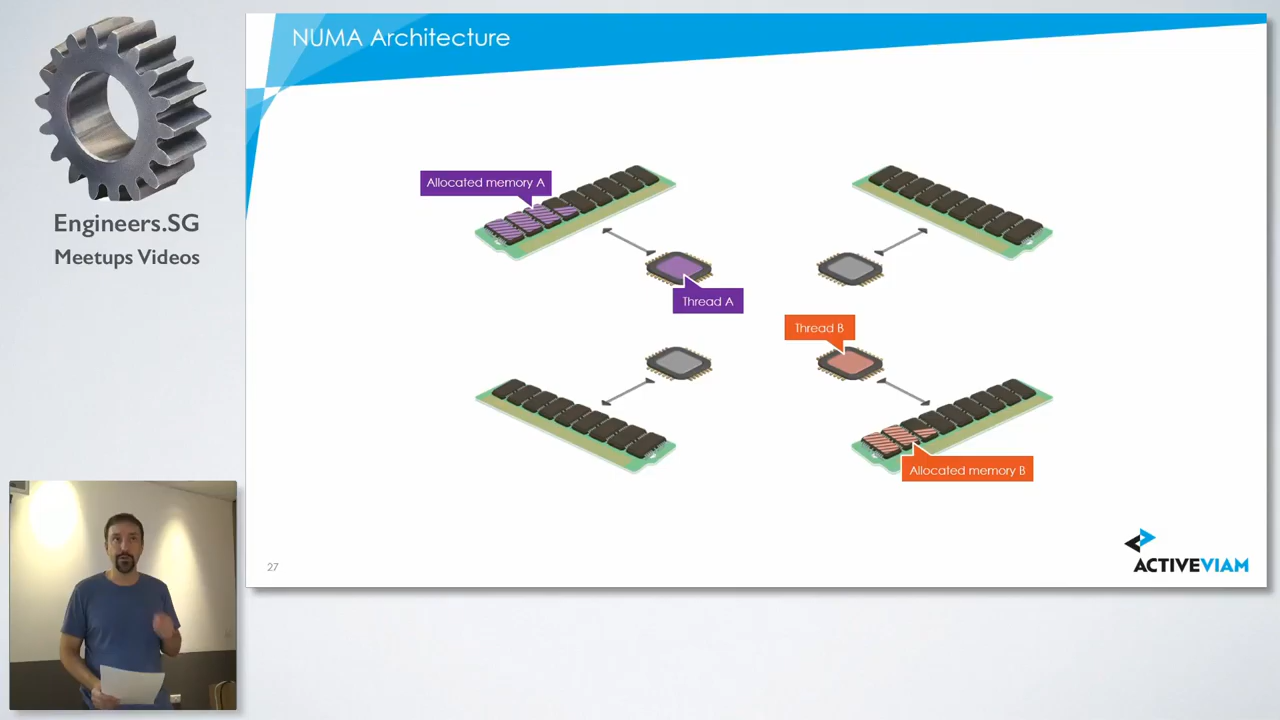 NUMA Architecture
Allocated memory A
Thread A
Thread B
Allocated memory B
27
ACTIVEVIAM
Engineers.SG
Meetups Videos